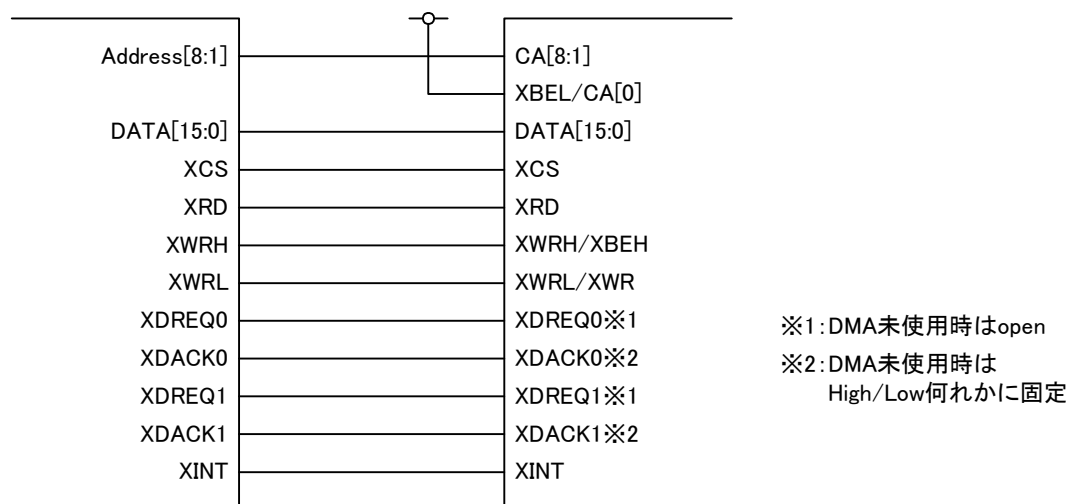 Address[8:1] CA[8:1]
XBEL/CA[0]
DATA[15:0] DATA[15:0]
XCS XCS
XRD XRD
XWRH XWRH/XBEH
XWRL XWRL/XWR
XDREQ0 XDREQ0※1
XDACK0 XDACK0※2
XDREQ1 XDREQ1※1
XDACK1 XDACK1※2
XINT XINT
※1:DMA未使用時はopen
※2:DMA未使用時は
High/Low何れかに固定